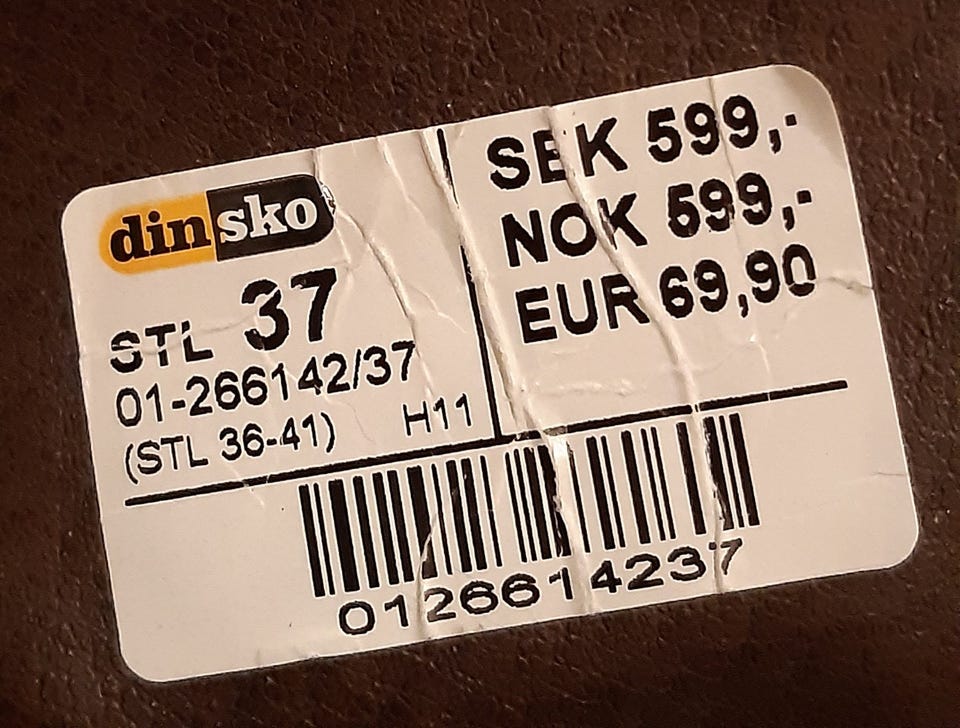 dinsko
STL 37
01-266142/37
(STL 36-41) H11
SEK 599,-
NOK 599,-
EUR 69,90
0126614237